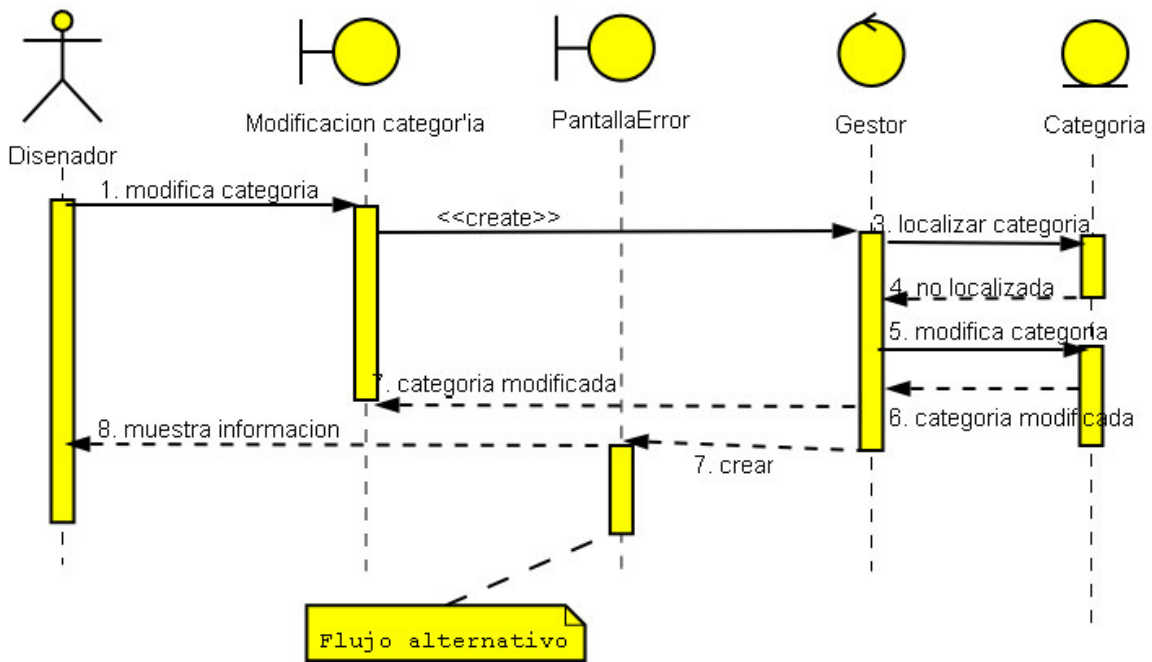 Disenador
Modificacion categor'ia
PantallaError
Gestor
Categoria
1. modifica categoria
<<create>>
3. localizar categoria
4. no localizada
5. modifica categoria
7. categoria modificada
6. categoria modificada
8. muestra informacion
7. crear
Flujo alternativo